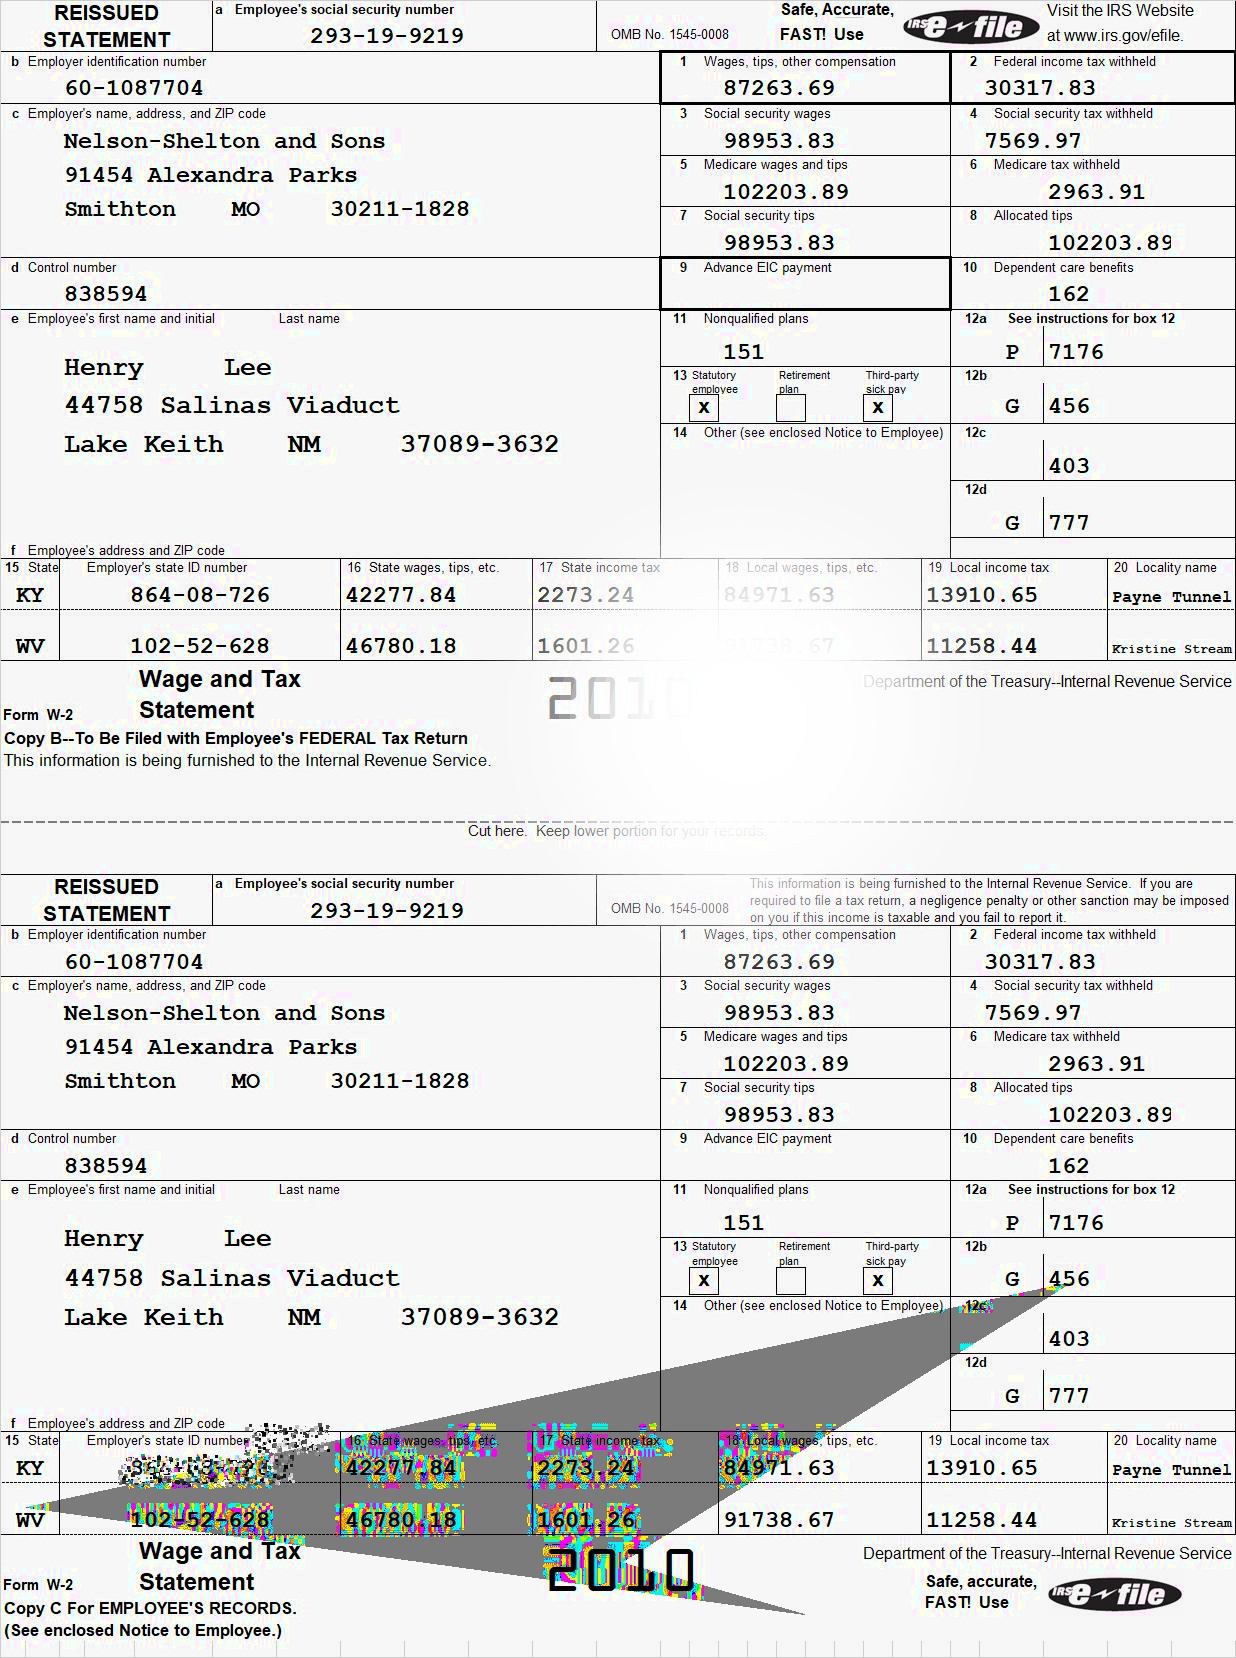 REISSUED STATEMENT
a Employee's social security number
293-19-9219
OMB No. 1545-0008
Safe, Accurate, FAST! Use
IRS e-file
Visit the IRS Website at www.irs.gov/efile.
b Employer identification number
60-1087704
1 Wages, tips, other compensation
87263.69
2 Federal income tax withheld
30317.83
c Employer's name, address, and ZIP code
Nelson-Shelton and Sons
91454 Alexandra Parks
Smithton MO 30211-1828
3 Social security wages
98953.83
4 Social security tax withheld
7569.97
5 Medicare wages and tips
102203.89
6 Medicare tax withheld
2963.91
7 Social security tips
98953.83
8 Allocated tips
102203.89
d Control number
838594
9 Advance EIC payment
10 Dependent care benefits
162
e Employee's first name and initial Last name
Henry Lee
44758 Salinas Viaduct
Lake Keith NM 37089-3632
11 Nonqualified plans
151
12a See instructions for box 12
P 7176
13 Statutory employee Retirement plan Third-party sick pay
X X
12b
G 456
14 Other (see enclosed Notice to Employee)
12c
403
12d
G 777
f Employee's address and ZIP code
15 State Employer's state ID number 16 State wages, tips, etc. 17 State income tax 18 Local wages, tips, etc. 19 Local income tax 20 Locality name
KY 864-08-726 42277.84 2273.24 84971.63 13910.65 Payne Tunnel
WV 102-52-628 46780.18 1601.26 91738.67 11258.44 Kristine Stream
Form W-2 Wage and Tax Statement
2010
Department of the Treasury--Internal Revenue Service
Copy B--To Be Filed with Employee's FEDERAL Tax Return
This information is being furnished to the Internal Revenue Service.
Cut here. Keep lower portion for your records.
REISSUED STATEMENT
a Employee's social security number
293-19-9219
OMB No. 1545-0008
This information is being furnished to the Internal Revenue Service. If you are
required to file a tax return, a negligence penalty or other sanction may be imposed
on you if this income is taxable and you fail to report it.
b Employer identification number
60-1087704
1 Wages, tips, other compensation
87263.69
2 Federal income tax withheld
30317.83
c Employer's name, address, and ZIP code
Nelson-Shelton and Sons
91454 Alexandra Parks
Smithton MO 30211-1828
3 Social security wages
98953.83
4 Social security tax withheld
7569.97
5 Medicare wages and tips
102203.89
6 Medicare tax withheld
2963.91
7 Social security tips
98953.83
8 Allocated tips
102203.89
d Control number
838594
9 Advance EIC payment
10 Dependent care benefits
162
e Employee's first name and initial Last name
Henry Lee
44758 Salinas Viaduct
Lake Keith NM 37089-3632
11 Nonqualified plans
151
12a See instructions for box 12
P 7176
13 Statutory employee Retirement plan Third-party sick pay
X X
12b
G 456
14 Other (see enclosed Notice to Employee)
12c
403
12d
G 777
f Employee's address and ZIP code
15 State Employer's state ID number 16 State wages, tips, etc. 17 State income tax 18 Local wages, tips, etc. 19 Local income tax 20 Locality name
KY 42277.84 2273.24 84971.63 13910.65 Payne Tunnel
WV 102-52-628 46780.18 1601.26 91738.67 11258.44 Kristine Stream
Form W-2 Wage and Tax Statement
2010
Department of the Treasury--Internal Revenue Service
Copy C For EMPLOYEE'S RECORDS.
(See enclosed Notice to Employee.)
Safe, accurate, FAST! Use
IRS e-file